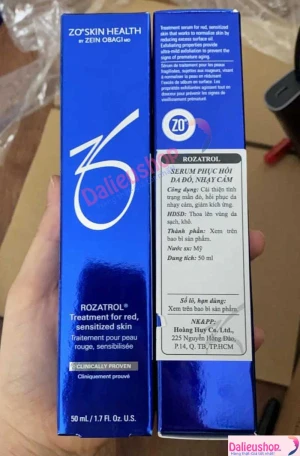 ZO® SKIN HEALTH
BY ZEIN OBAGI MD
Dalieushop
ROZATROL®
Treatment for red,
sensitized skin
Traitement pour peau
rouge, sensibilisée
CLINICALLY PROVEN
Cliniquement prouvé
50 mL / 1.7 Fl. Oz. U.S.
Treatment serum for red, sensitized
skin that works to normalize skin by
reducing excess surface oil.
Exfoliating properties provide
ultra-mild exfoliation to prevent the
signs of premature aging.
Sérum de traitement pour les peaux
ZO
ROZATROL
SERUM PHỤC HỒI
DA ĐỎ, NHẠY CẢM
Công dụng: Cải thiện tình
trạng mẩn đỏ, hồi phục da
nhạy cảm, giảm kích ứng.
HDSD: Thoa lên vùng da
sạch, khô.
Thành phần: Xem trên
bao bì sản phẩm.
Nước sx: Mỹ
Dung tích: 50 ml
Số lô, hạn dùng:
Xem trên bao bì sản phẩm.
NK&PP:
Hoàng Huy Co. Ltd.,
225 Nguyễn Hồng Đào,
P.14, Q. TB, TP.HCM
Dalieushop.